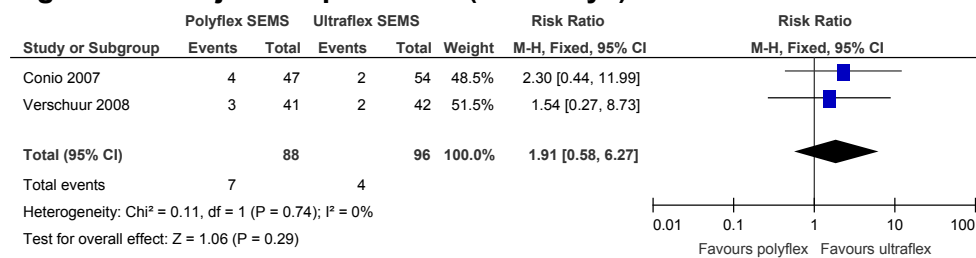 Polyflex SEMS Ultraflex SEMS Risk Ratio Risk Ratio
Study or Subgroup Events Total Events Total Weight M-H, Fixed, 95% CI M-H, Fixed, 95% CI
Conio 2007 4 47 2 54 48.5% 2.30 [0.44, 11.99]
Verschuur 2008 3 41 2 42 51.5% 1.54 [0.27, 8.73]
Total (95% CI) 88 96 100.0% 1.91 [0.58, 6.27]
Total events 7 4
Heterogeneity: Chi² = 0.11, df = 1 (P = 0.74); I² = 0%
Test for overall effect: Z = 1.06 (P = 0.29)
0.01 0.1 1 10 100
Favours polyflex Favours ultraflex